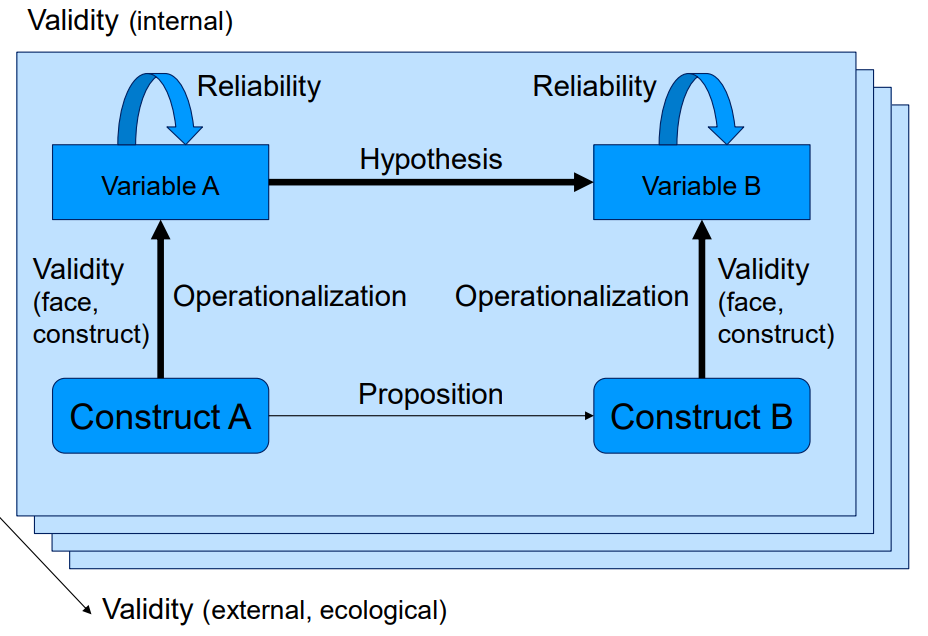 Validity (internal)
Reliability
Reliability
Hypothesis
Variable A
Variable B
Validity
(face,
construct)
Operationalization
Operationalization
Validity
(face,
construct)
Proposition
Construct A
Construct B
Validity (external, ecological)